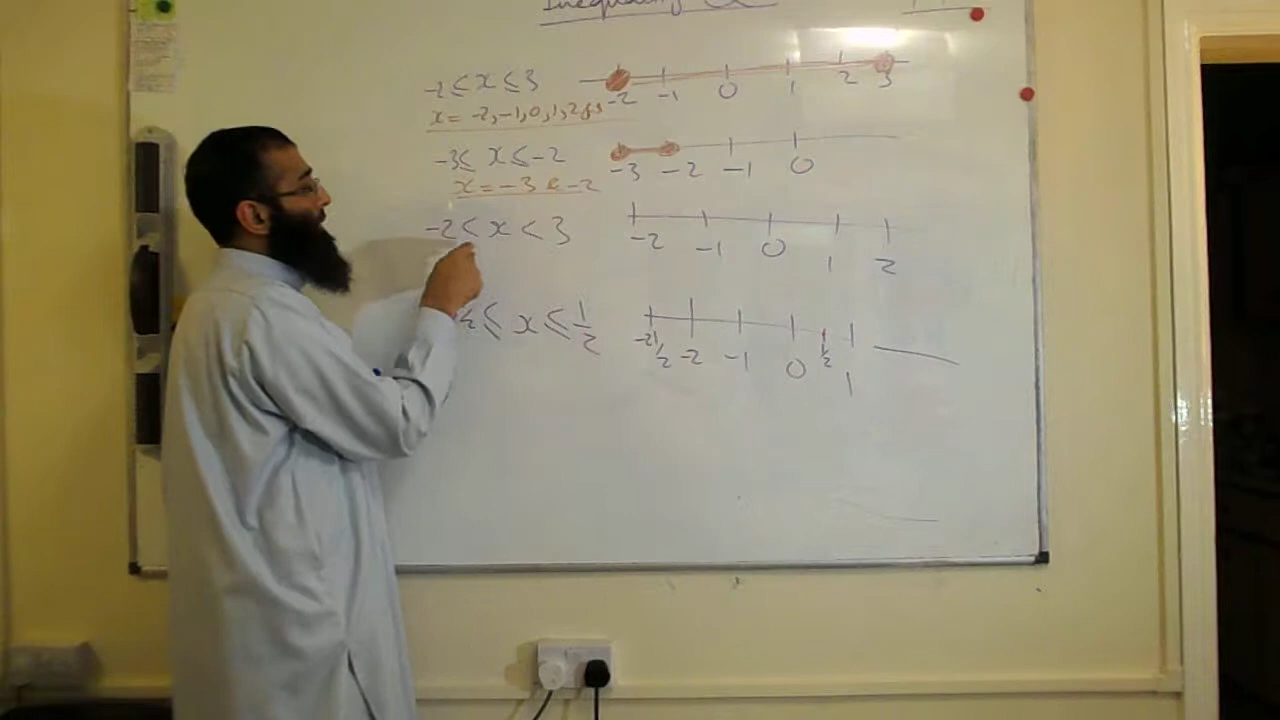 Inequality
-2 ≤ x ≤ 3
-2 -1 0 1 2 3
x = -2, -1, 0, 1, 2 & 3
-3 ≤ x ≤ -2
-3 -2 -1 0
x = -3 & -2
-2 < x < 3
-2 -1 0 1 2
≤ x ≤ 1/2
-2 1/2 -2 -1 0 1/2 1